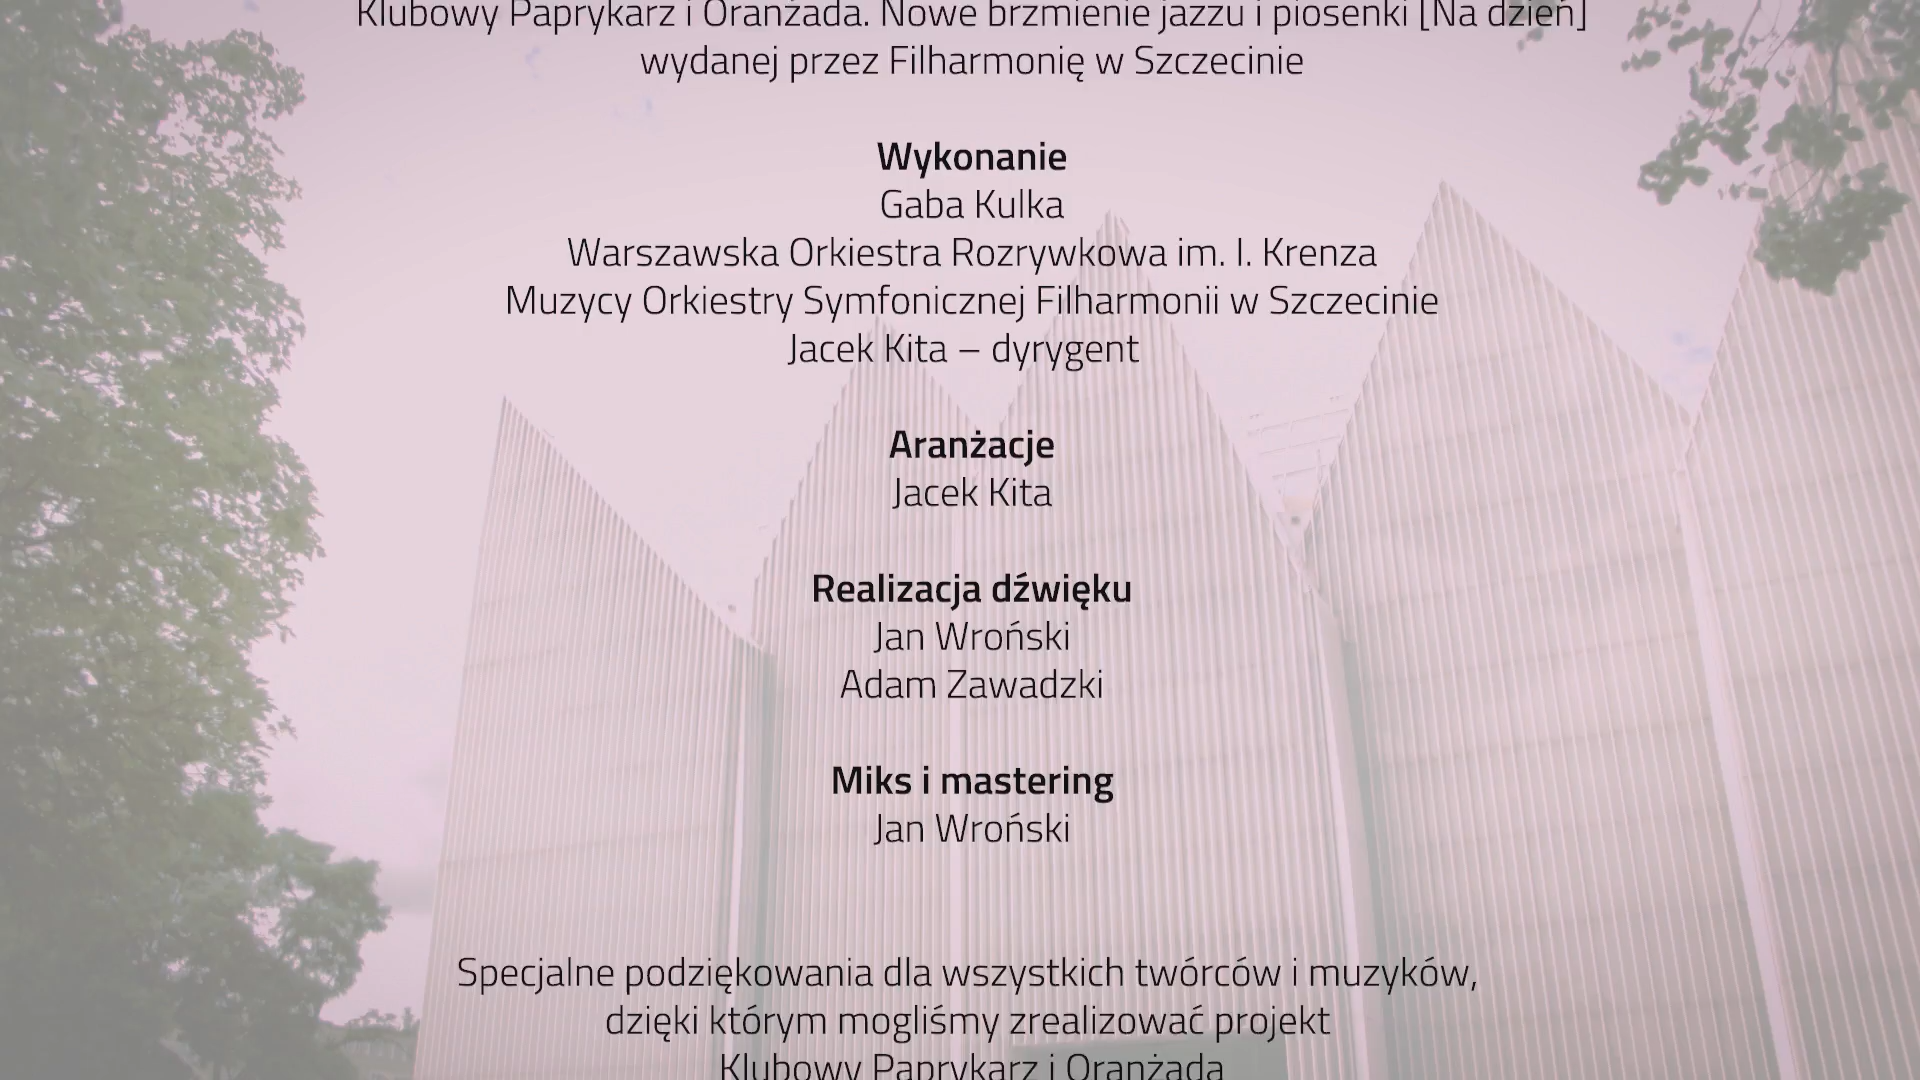 Klubowy Paprykarz i Oranżada. Nowe brzmienie jazzu i piosenki [Na dzień]
wydanej przez Filharmonię w Szczecinie
Wykonanie
Gaba Kulka
Warszawska Orkiestra Rozrywkowa im. I. Krenza
Muzycy Orkiestry Symfonicznej Filharmonii w Szczecinie
Jacek Kita – dyrygent
Aranżacje
Jacek Kita
Realizacja dźwięku
Jan Wroński
Adam Zawadzki
Miks i mastering
Jan Wroński
Specjalne podziękowania dla wszystkich twórców i muzyków,
dzięki którym mogliśmy zrealizować projekt
Klubowy Paprykarz i Oranżada